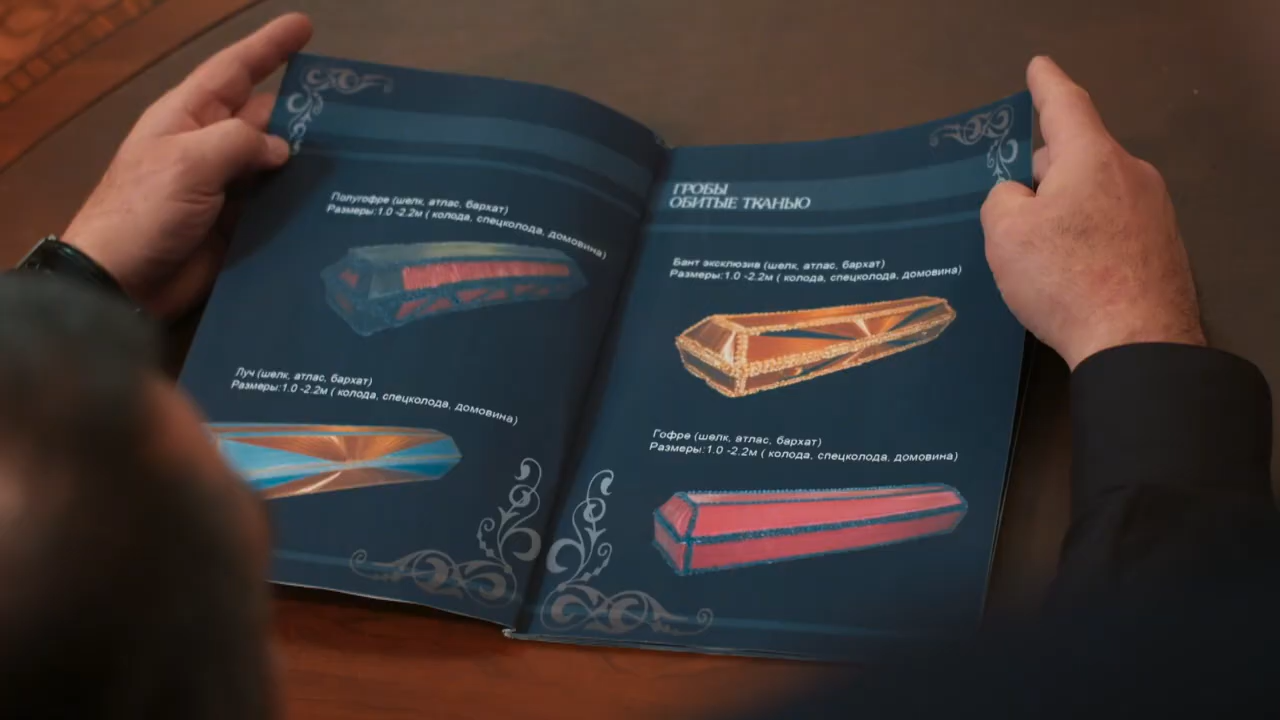 Полугофре (шелк, атлас, бархат)
Размеры:1.0 -2.2м ( колода, спецколода, домовина)
Луч (шелк, атлас, бархат)
Размеры:1.0 -2.2м ( колода, спецколода, домовина)
ГРОБЫ
ОБИТЫЕ ТКАНЬЮ
Бант эксклюзив (шелк, атлас, бархат)
Размеры:1.0 -2.2м ( колода, спецколода, домовина)
Гофре (шелк, атлас, бархат)
Размеры:1.0 -2.2м ( колода, спецколода, домовина)